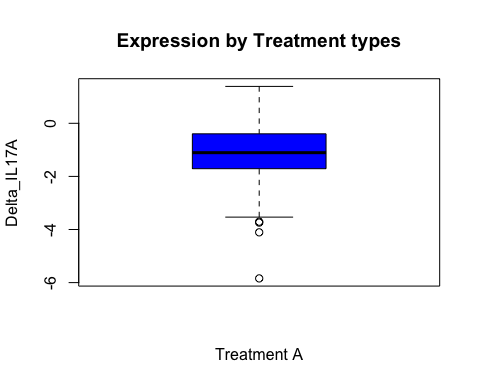 Expression by Treatment types
Delta_IL17A
0
-2
-4
-6
Treatment A